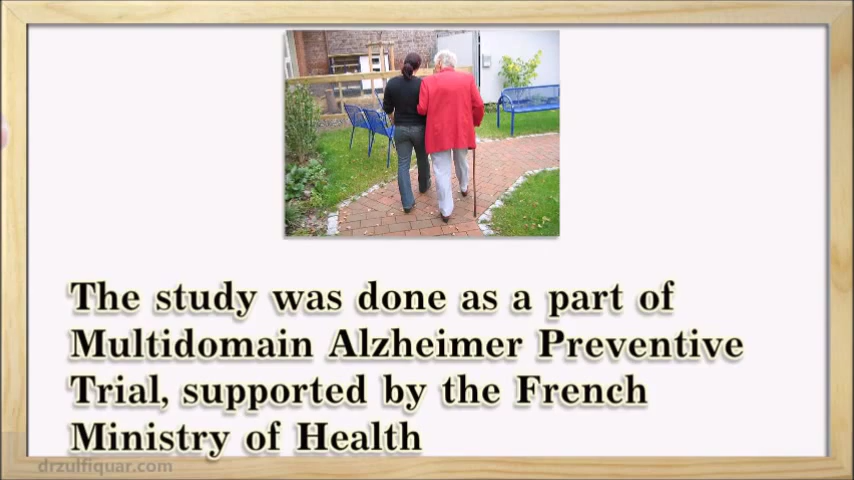 The study was done as a part of
Multidomain Alzheimer Preventive
Trial, supported by the French
Ministry of Health
drzulfiquar.com